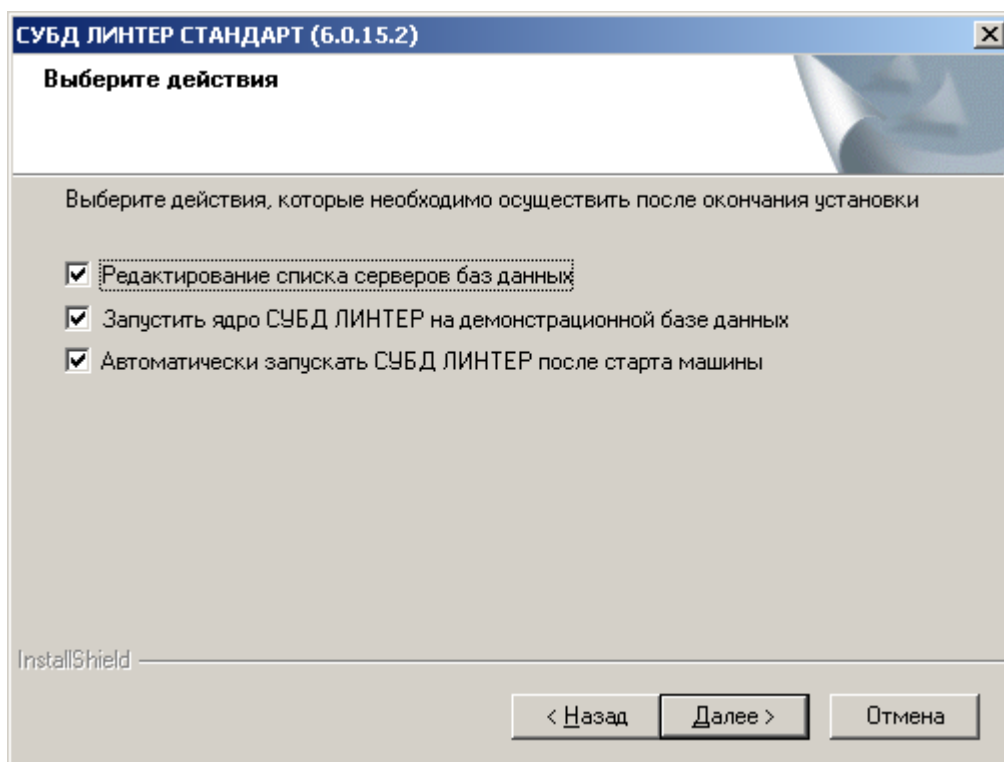 СУБД ЛИНТЕР СТАНДАРТ (6.0.15.2)
Выберите действия
Выберите действия, которые необходимо осуществить после окончания установки
Редактирование списка серверов баз данных
Запустить ядро СУБД ЛИНТЕР на демонстрационной базе данных
Автоматически запускать СУБД ЛИНТЕР после старта машины
InstallShield
< Назад Далее > Отмена